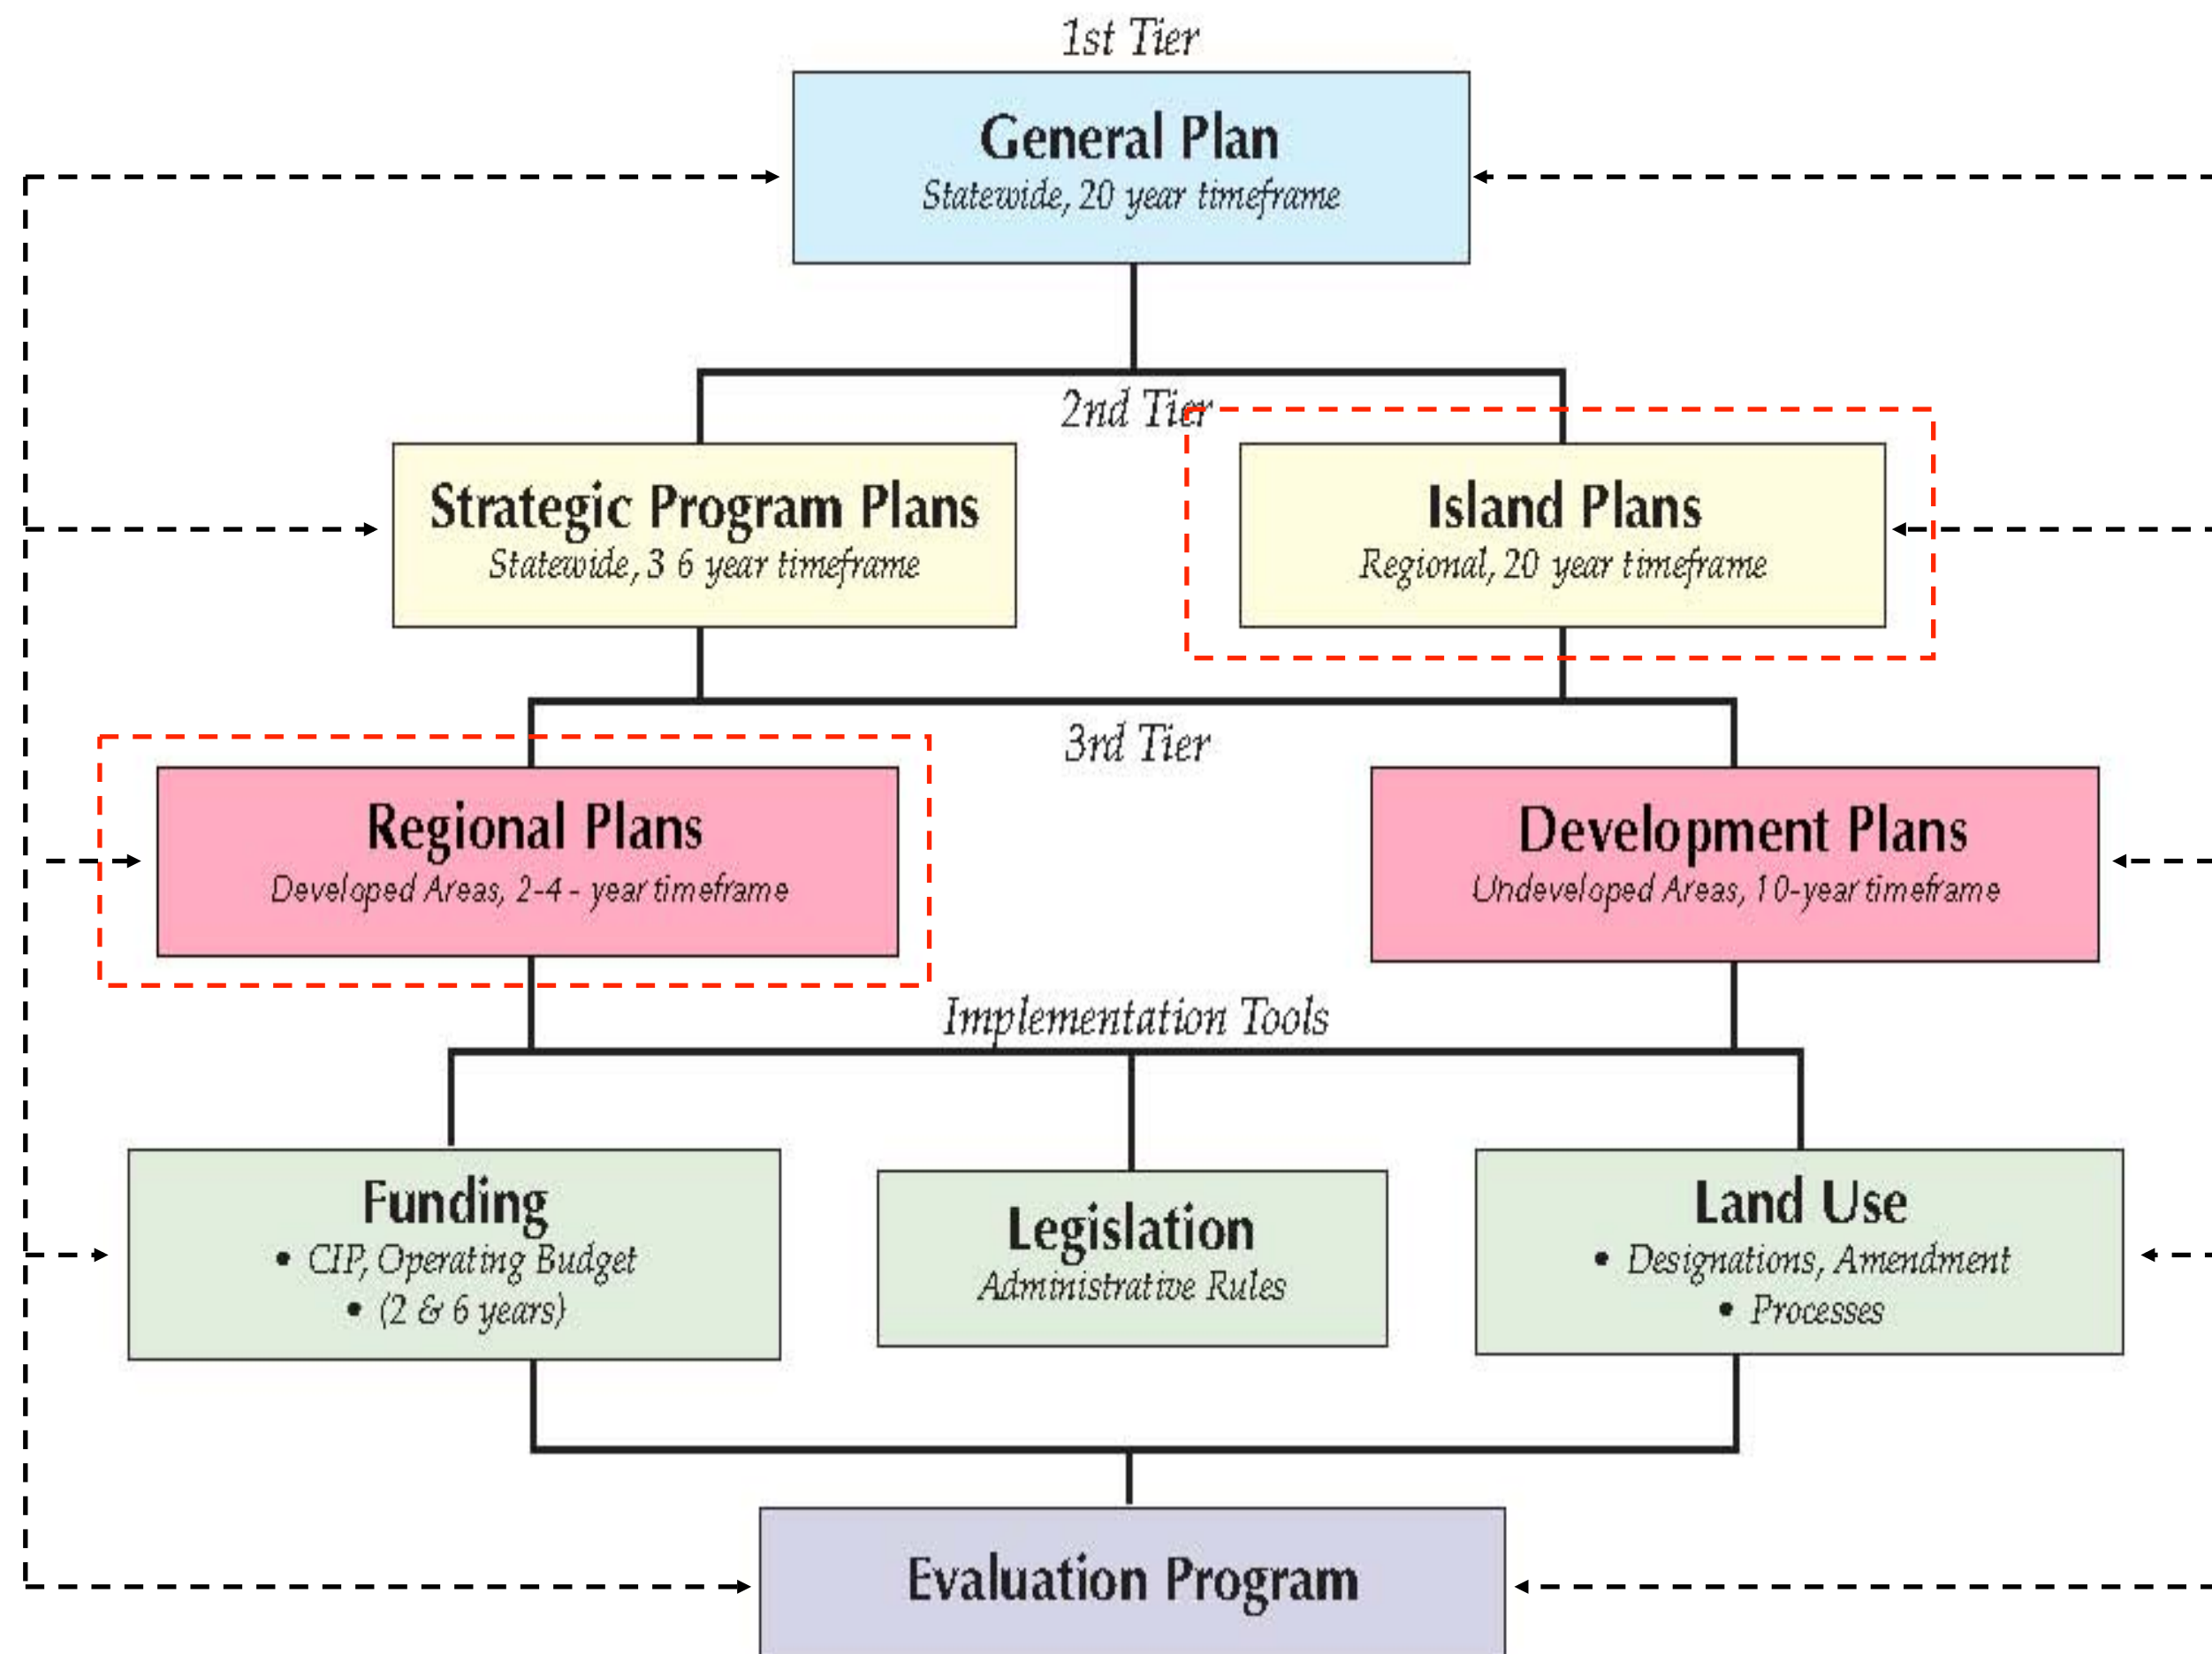 1st Tier
General Plan
Statewide, 20 year timeframe
2nd Tier
Strategic Program Plans
Statewide, 3 6 year timeframe
Island Plans
Regional, 20 year timeframe
3rd Tier
Regional Plans
Developed Areas, 2-4 - year timeframe
Development Plans
Undeveloped Areas, 10-year timeframe
Implementation Tools
Funding
• CIP, Operating Budget
• (2 & 6 years)
Legislation
Administrative Rules
Land Use
• Designations, Amendment
• Processes
Evaluation Program